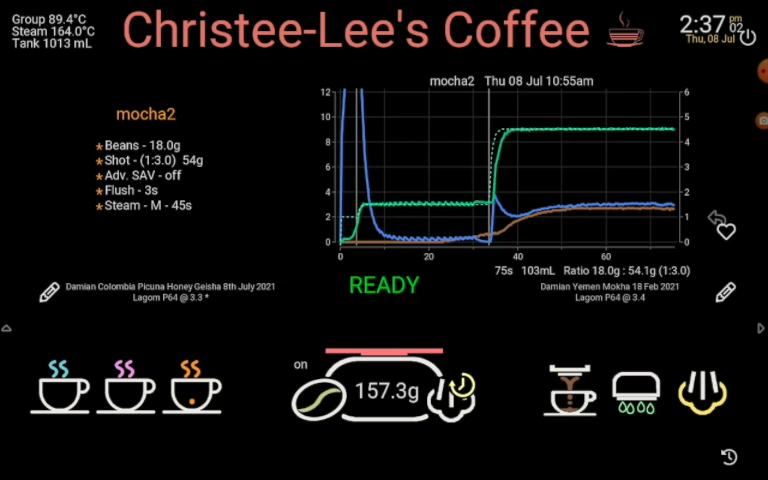 Group 89.4°C
Steam 164.0°C
Tank 1013 mL
Christee-Lee's Coffee
2:37 pm
02
Thu, 08 Jul
mocha2 Thu 08 Jul 10:55am
mocha2
*Beans - 18.0g
*Shot - (1:3.0) 54g
*Adv. SAV - off
*Flush - 3s
*Steam - M - 45s
12
10
8
6
4
2
0
6
5
4
3
2
1
0
0 20 40 60
75s 103mL Ratio 18.0g : 54.1g (1:3.0)
READY
Damian Colombia Picuna Honey Geisha 8th July 2021
Lagom P64 @ 3.3 *
Damian Yemen Mokha 18 Feb 2021
Lagom P64 @ 3.4
on
157.3g